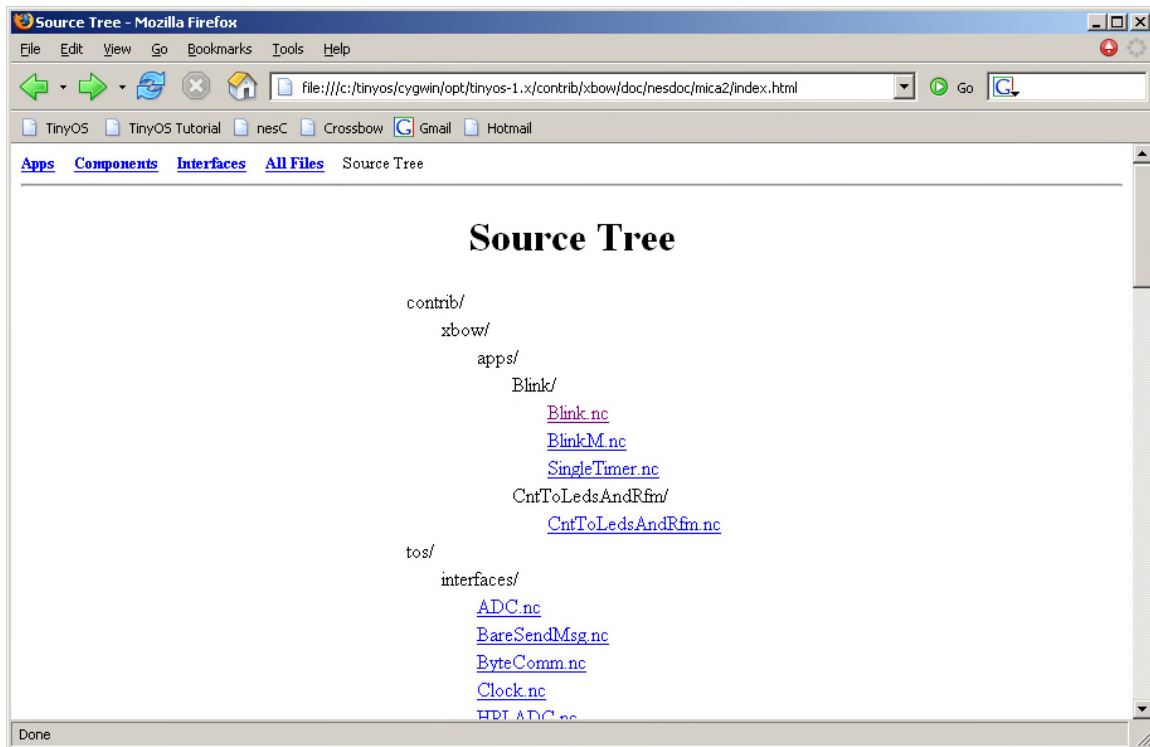 Source Tree - Mozilla Firefox
File Edit View Go Bookmarks Tools Help
file:///c:/tinyos/cygwin/opt/tinyos-1.x/contrib/xbow/doc/nesdoc/mica2/index.html Go G
TinyOS TinyOS Tutorial nesC Crossbow G Gmail Hotmail
Apps Components Interfaces All Files Source Tree
Source Tree
contrib/
xbow/
apps/
Blink/
Blink.nc
BlinkM.nc
SingleTimer.nc
CntToLedsAndRfm/
CntToLedsAndRfm.nc
tos/
interfaces/
ADC.nc
BareSendMsg.nc
ByteComm.nc
Clock.nc
HPLADC.nc
Done